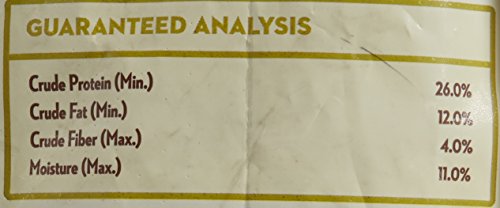 GUARANTEED ANALYSIS
Crude Protein (Min.) 26.0%
Crude Fat (Min.) 12.0%
Crude Fiber (Max.) 4.0%
Moisture (Max.) 11.0%